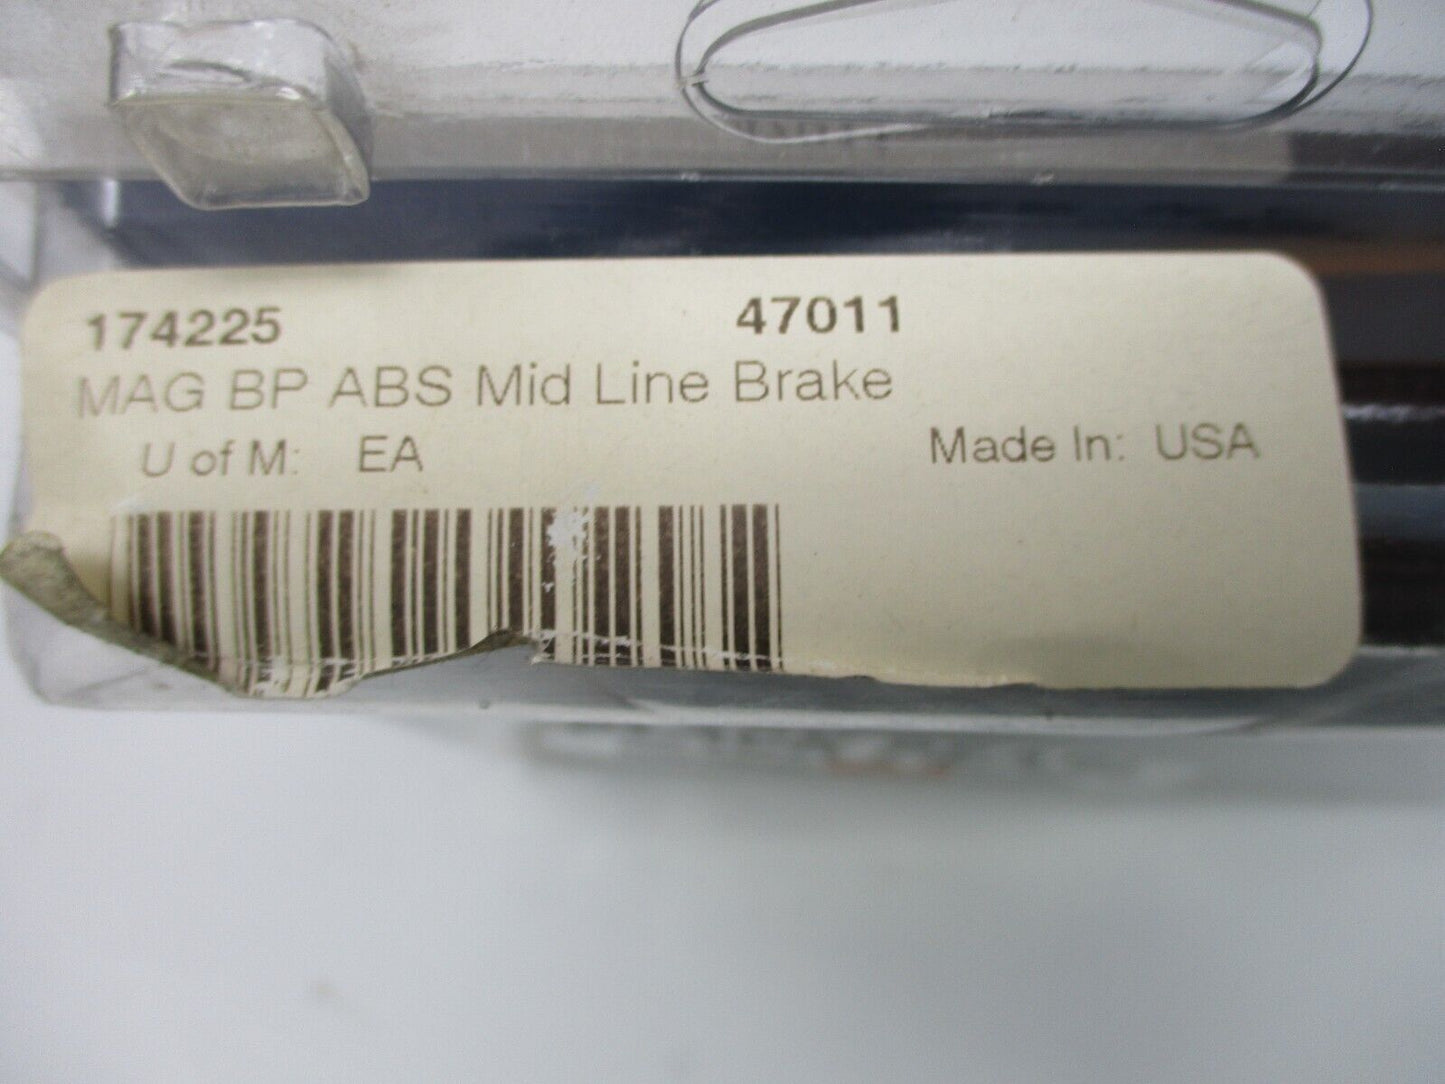 174225 47011
MAG BP ABS Mid Line Brake
U of M: EA Made In: USA